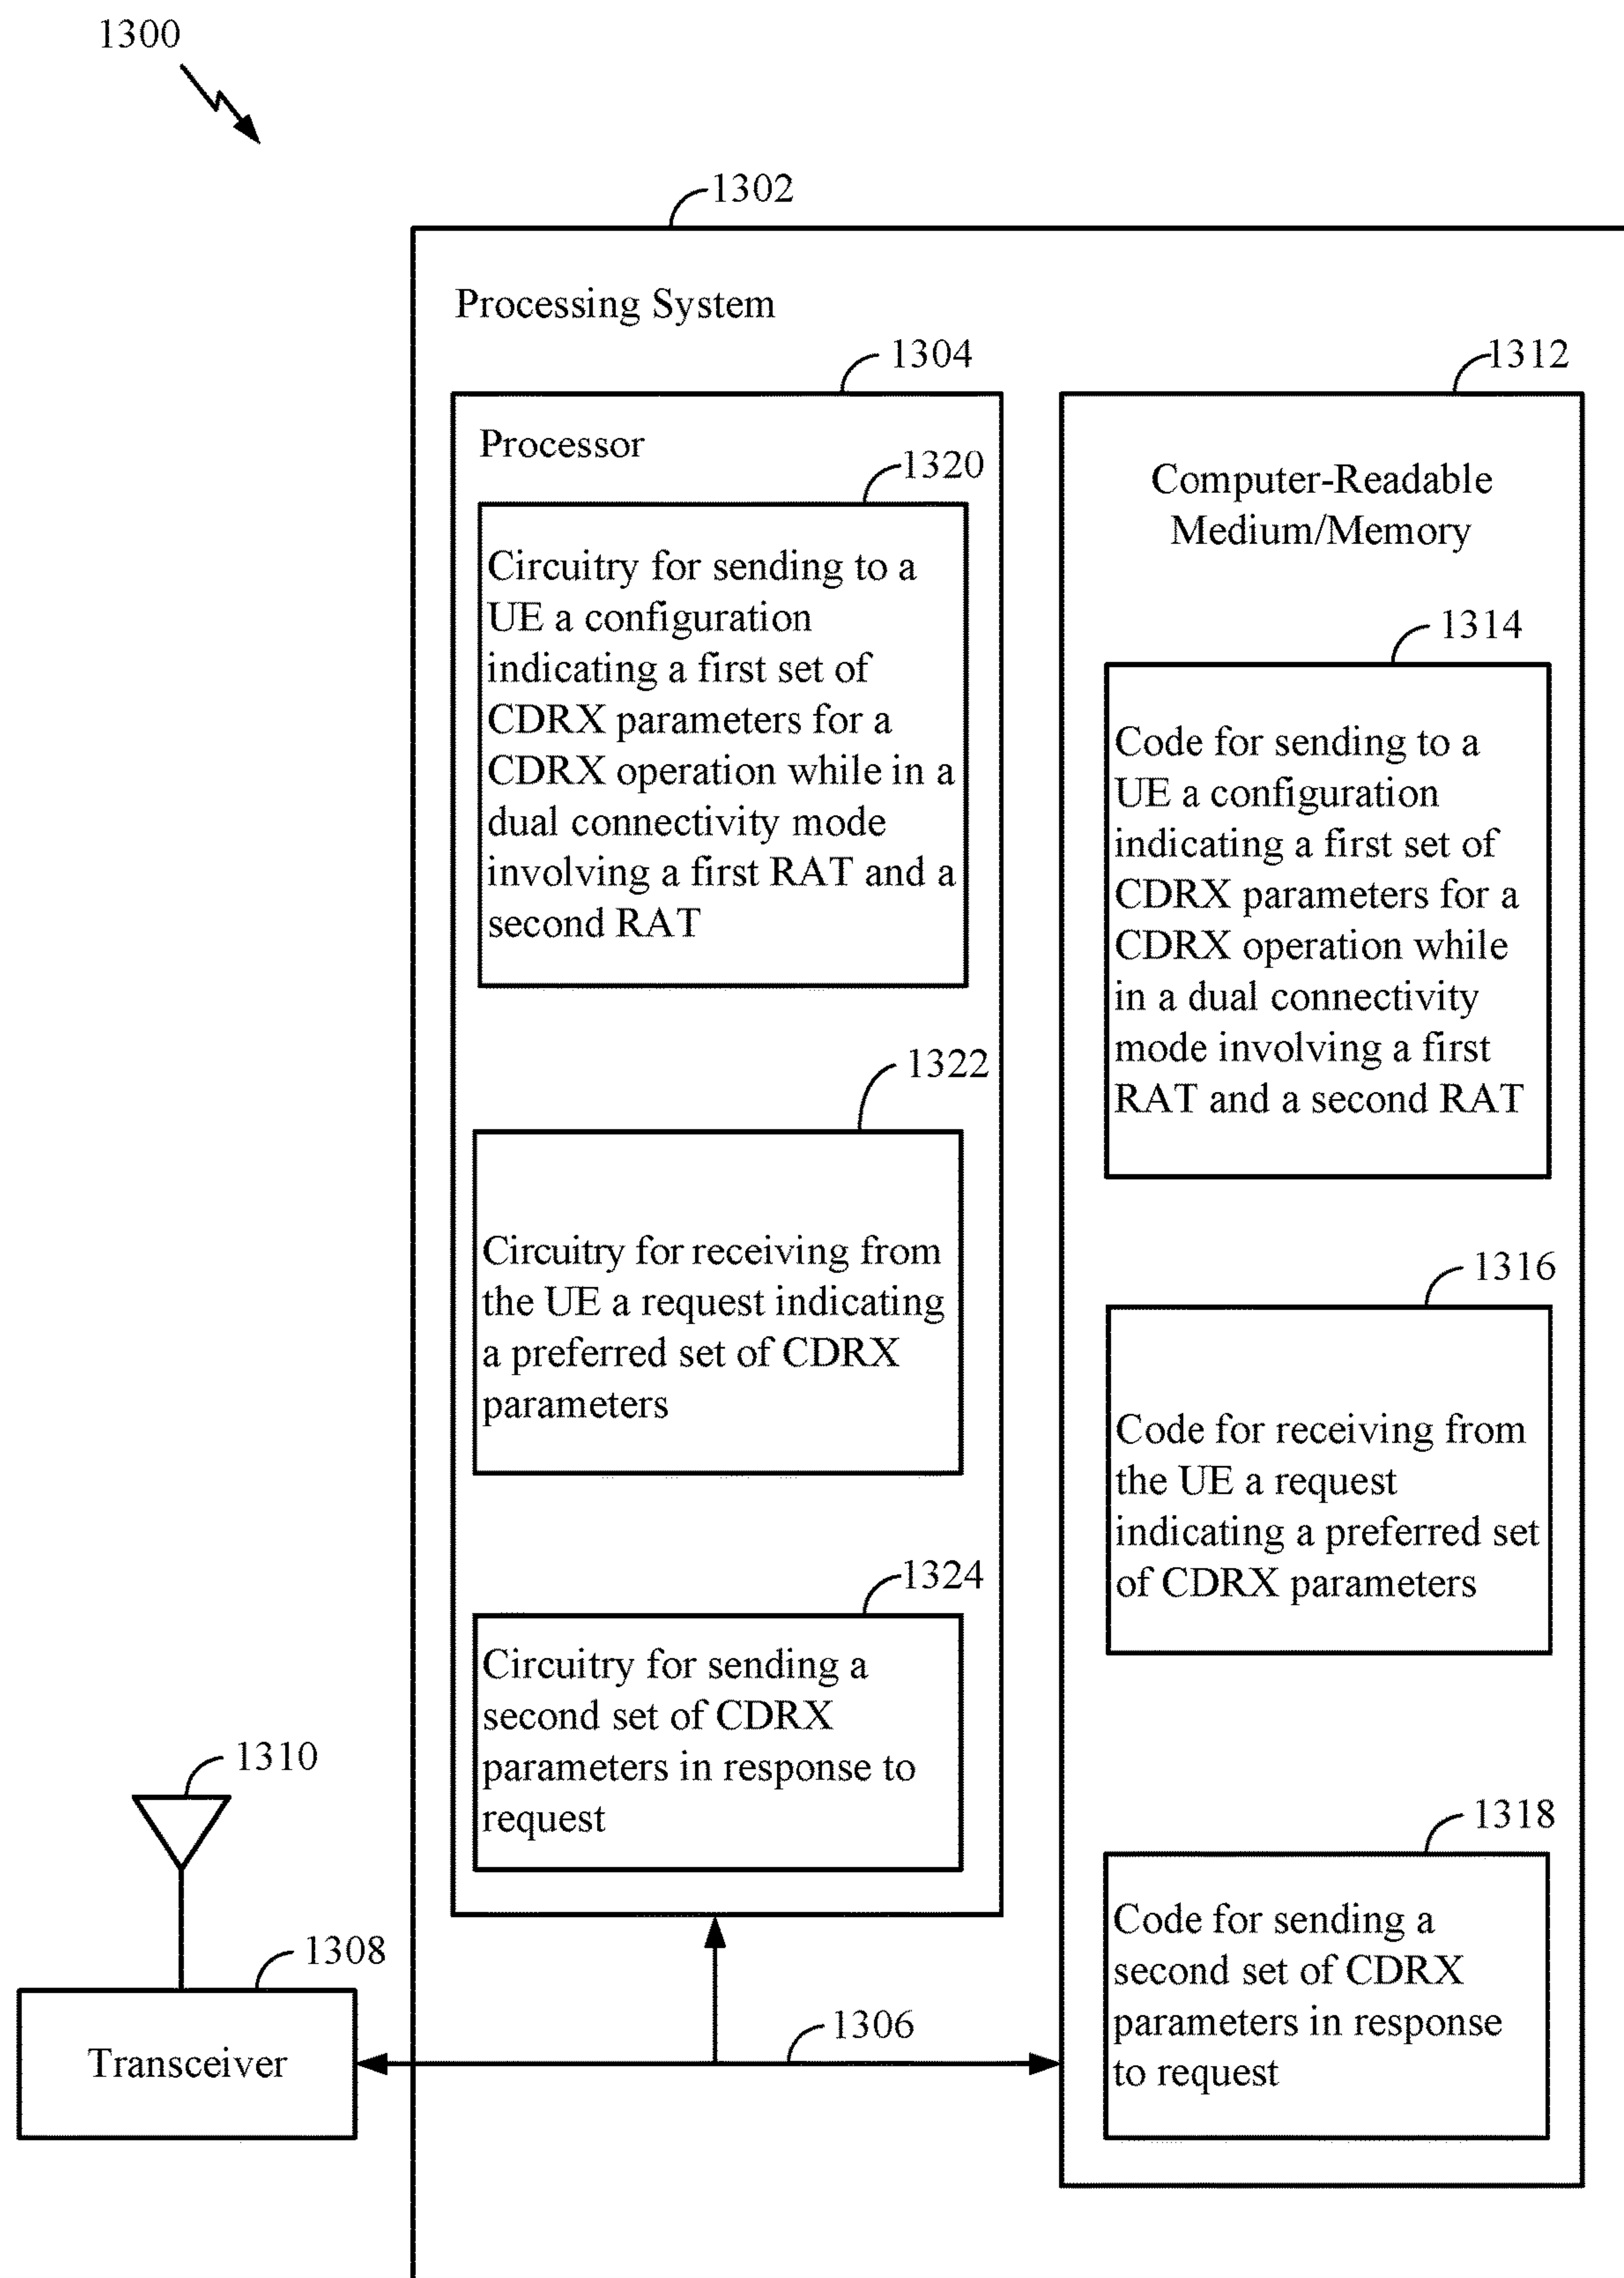 1300
1302
Processing System
1304
Processor
1320
Circuitry for sending to a
UE a configuration
indicating a first set of
CDRX parameters for a
CDRX operation while in a
dual connectivity mode
involving a first RAT and a
second RAT
1322
Circuitry for receiving from
the UE a request indicating
a preferred set of CDRX
parameters
1324
Circuitry for sending a
second set of CDRX
parameters in response to
request
1312
Computer-Readable
Medium/Memory
1314
Code for sending to a
UE a configuration
indicating a first set of
CDRX parameters for a
CDRX operation while
in a dual connectivity
mode involving a first
RAT and a second RAT
1316
Code for receiving from
the UE a request
indicating a preferred set
of CDRX parameters
1318
Code for sending a
second set of CDRX
parameters in response
to request
1310
1308
Transceiver
1306